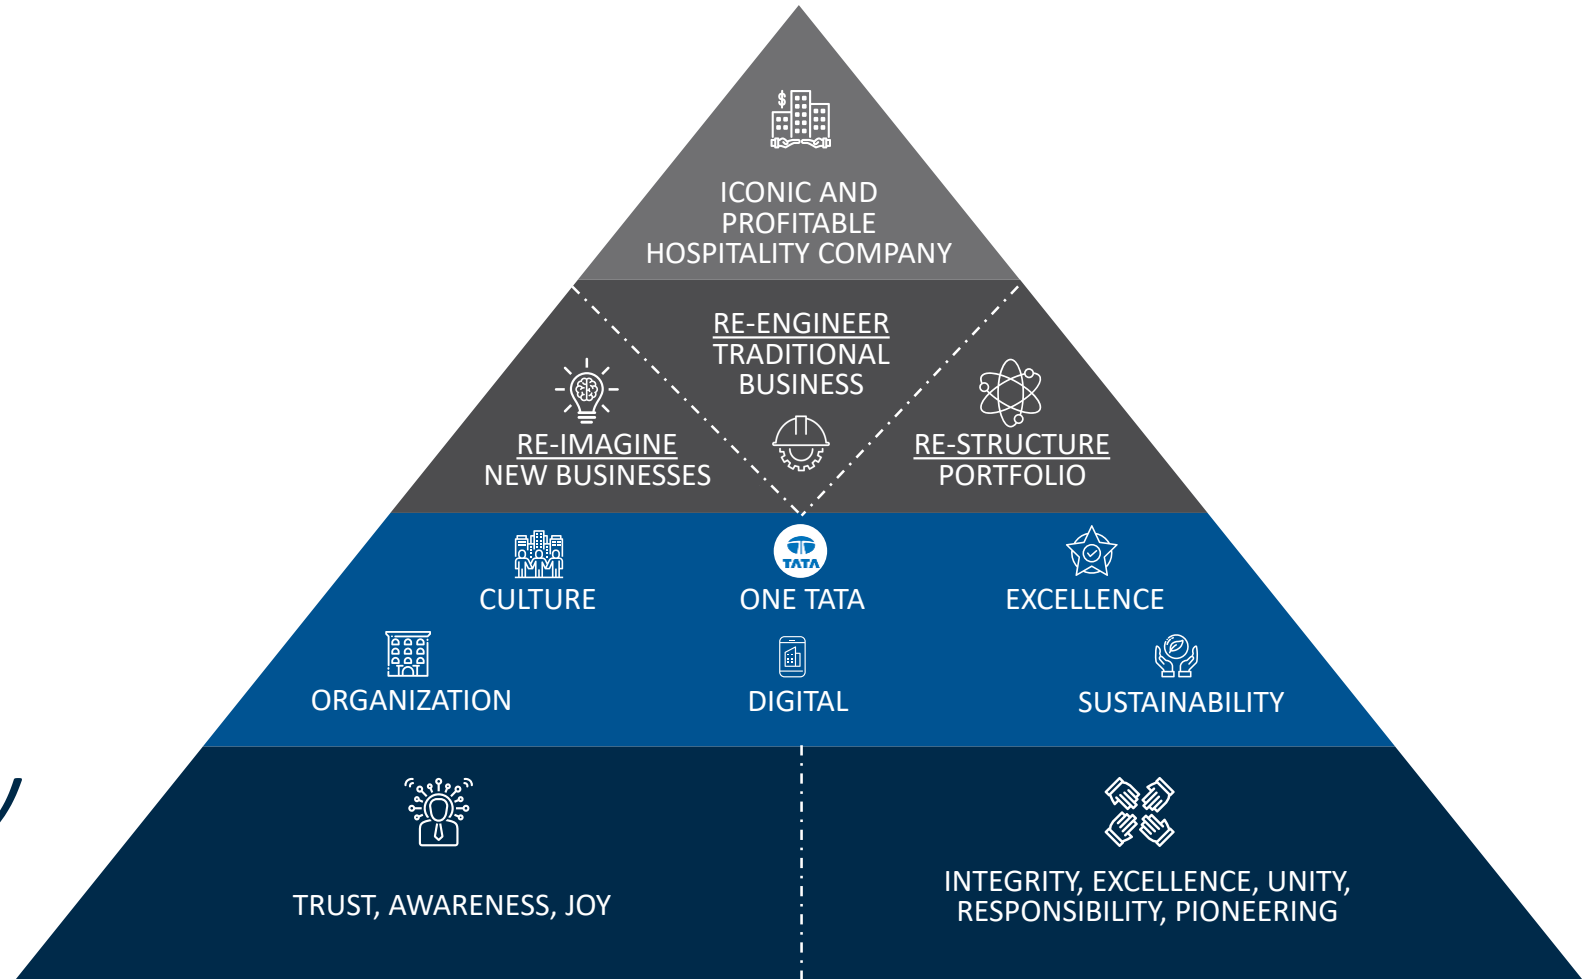 $
ICONIC AND
PROFITABLE
HOSPITALITY COMPANY
RE-ENGINEER
TRADITIONAL
BUSINESS
RE-IMAGINE
NEW BUSINESSES
RE-STRUCTURE
PORTFOLIO
TATA
CULTURE
ONE TATA
EXCELLENCE
ORGANIZATION
DIGITAL
SUSTAINABILITY
TRUST, AWARENESS, JOY
INTEGRITY, EXCELLENCE, UNITY,
RESPONSIBILITY, PIONEERING